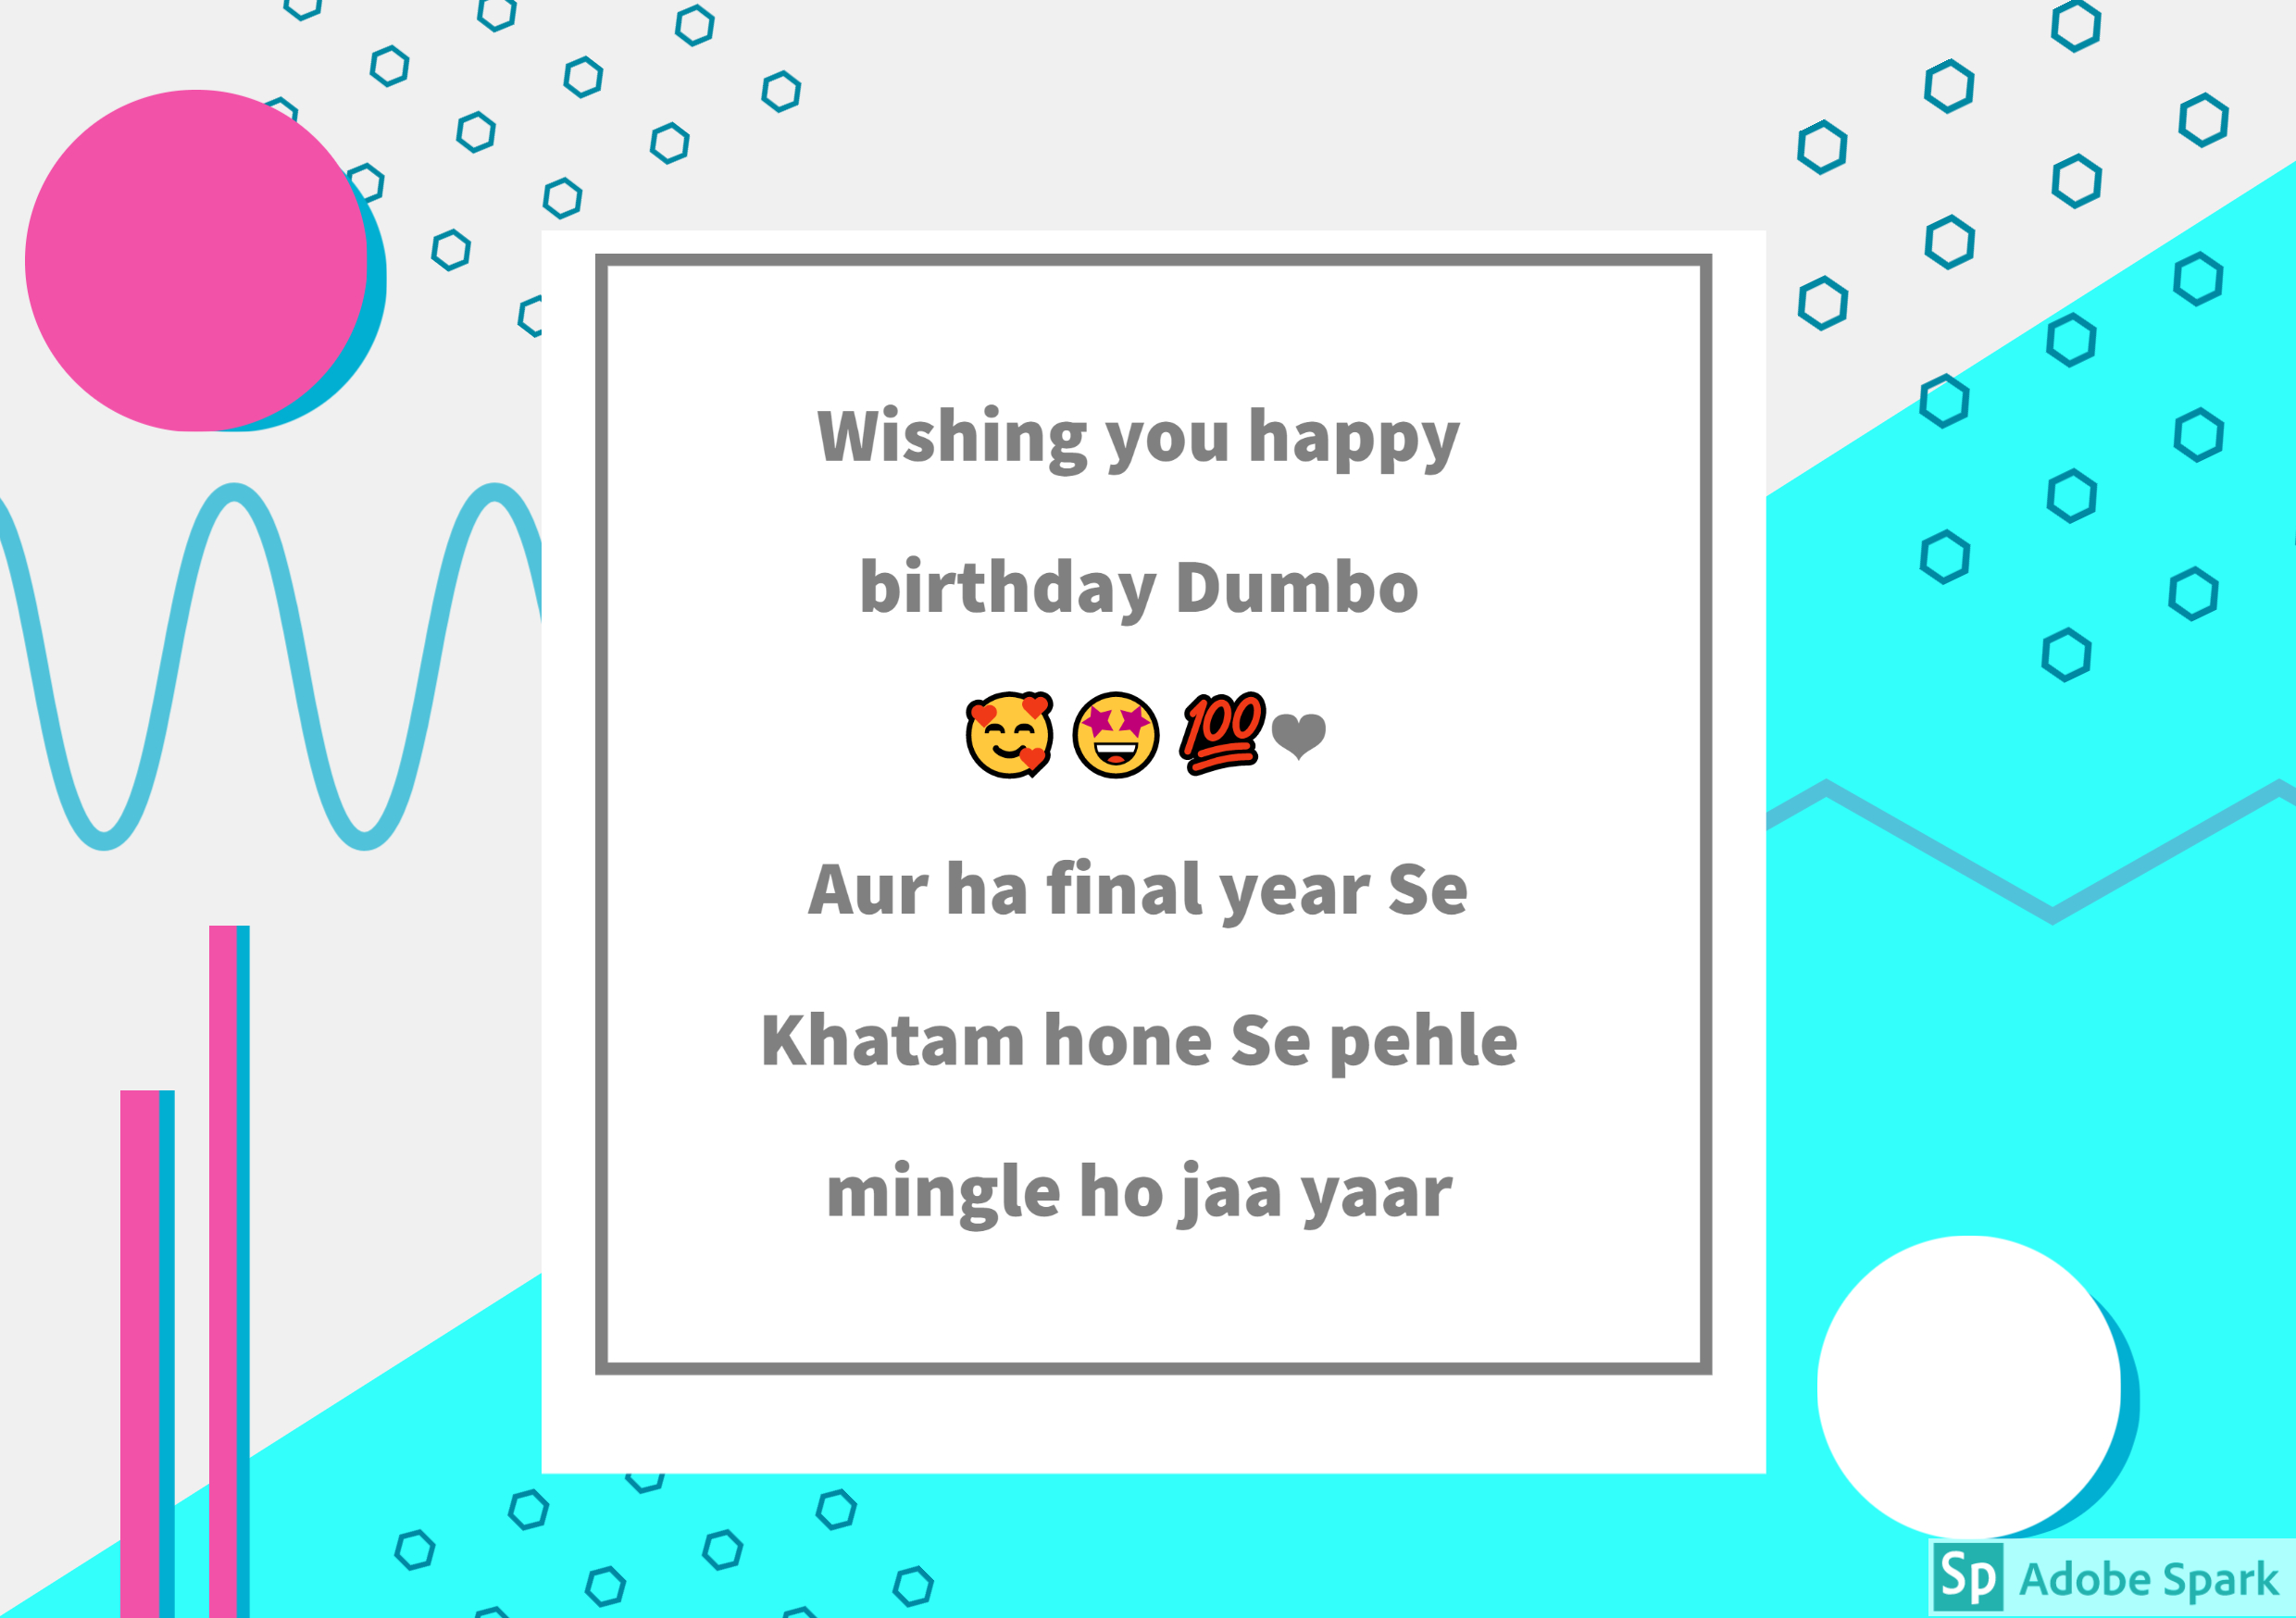 Wishing you happy
birthday Dumbo
🥰🤩💯❤
Aur ha final year Se
Khatam hone Se pehle
mingle ho jaa yaar
Sp Adobe Spark